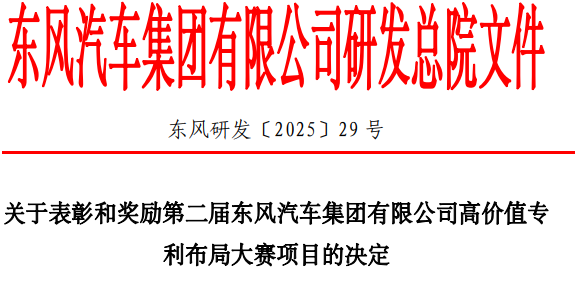 东风汽车集团有限公司研发总院文件
东风研发〔2025〕29 号
关于表彰和奖励第二届东风汽车集团有限公司高价值专
利布局大赛项目的决定